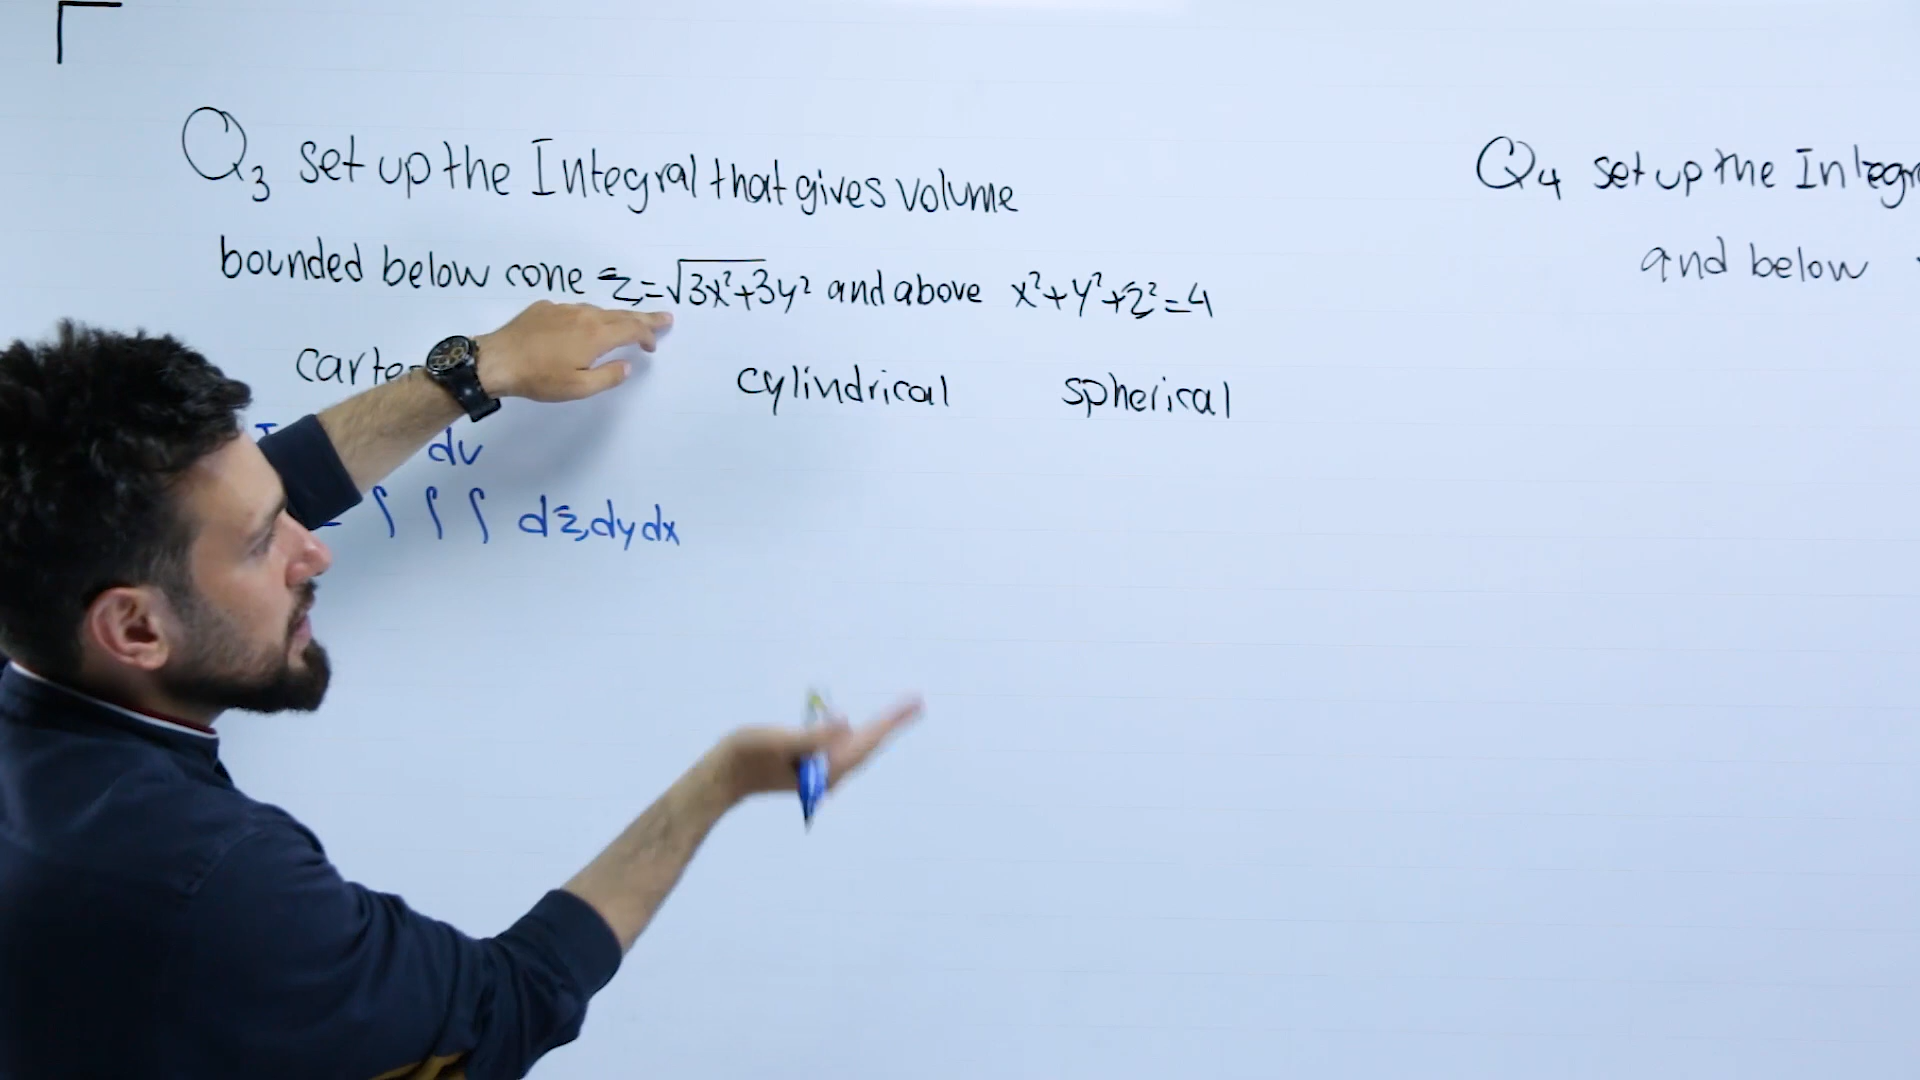 Q3 set up the Integral that gives volume
bounded below cone z=√3x²+3y² and above x²+y²+z²=4
cylindrical spherical
dv
∫ ∫ ∫ dz dy dx
Q4 set up the
and below